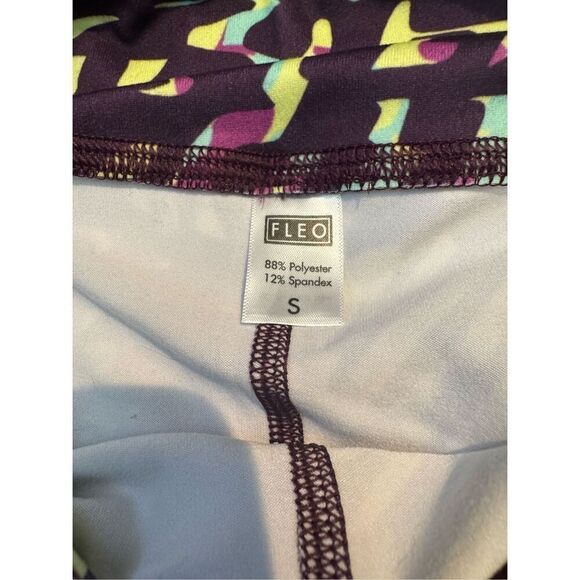 FLEO
88% Polyester
12% Spandex
S